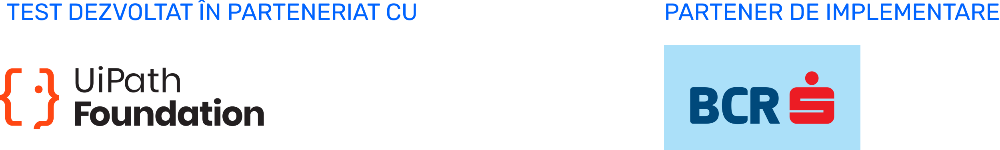 TEST DEZVOLTAT ÎN PARTENERIAT CU
PARTENER DE IMPLEMENTARE
UiPath
Foundation
BCR